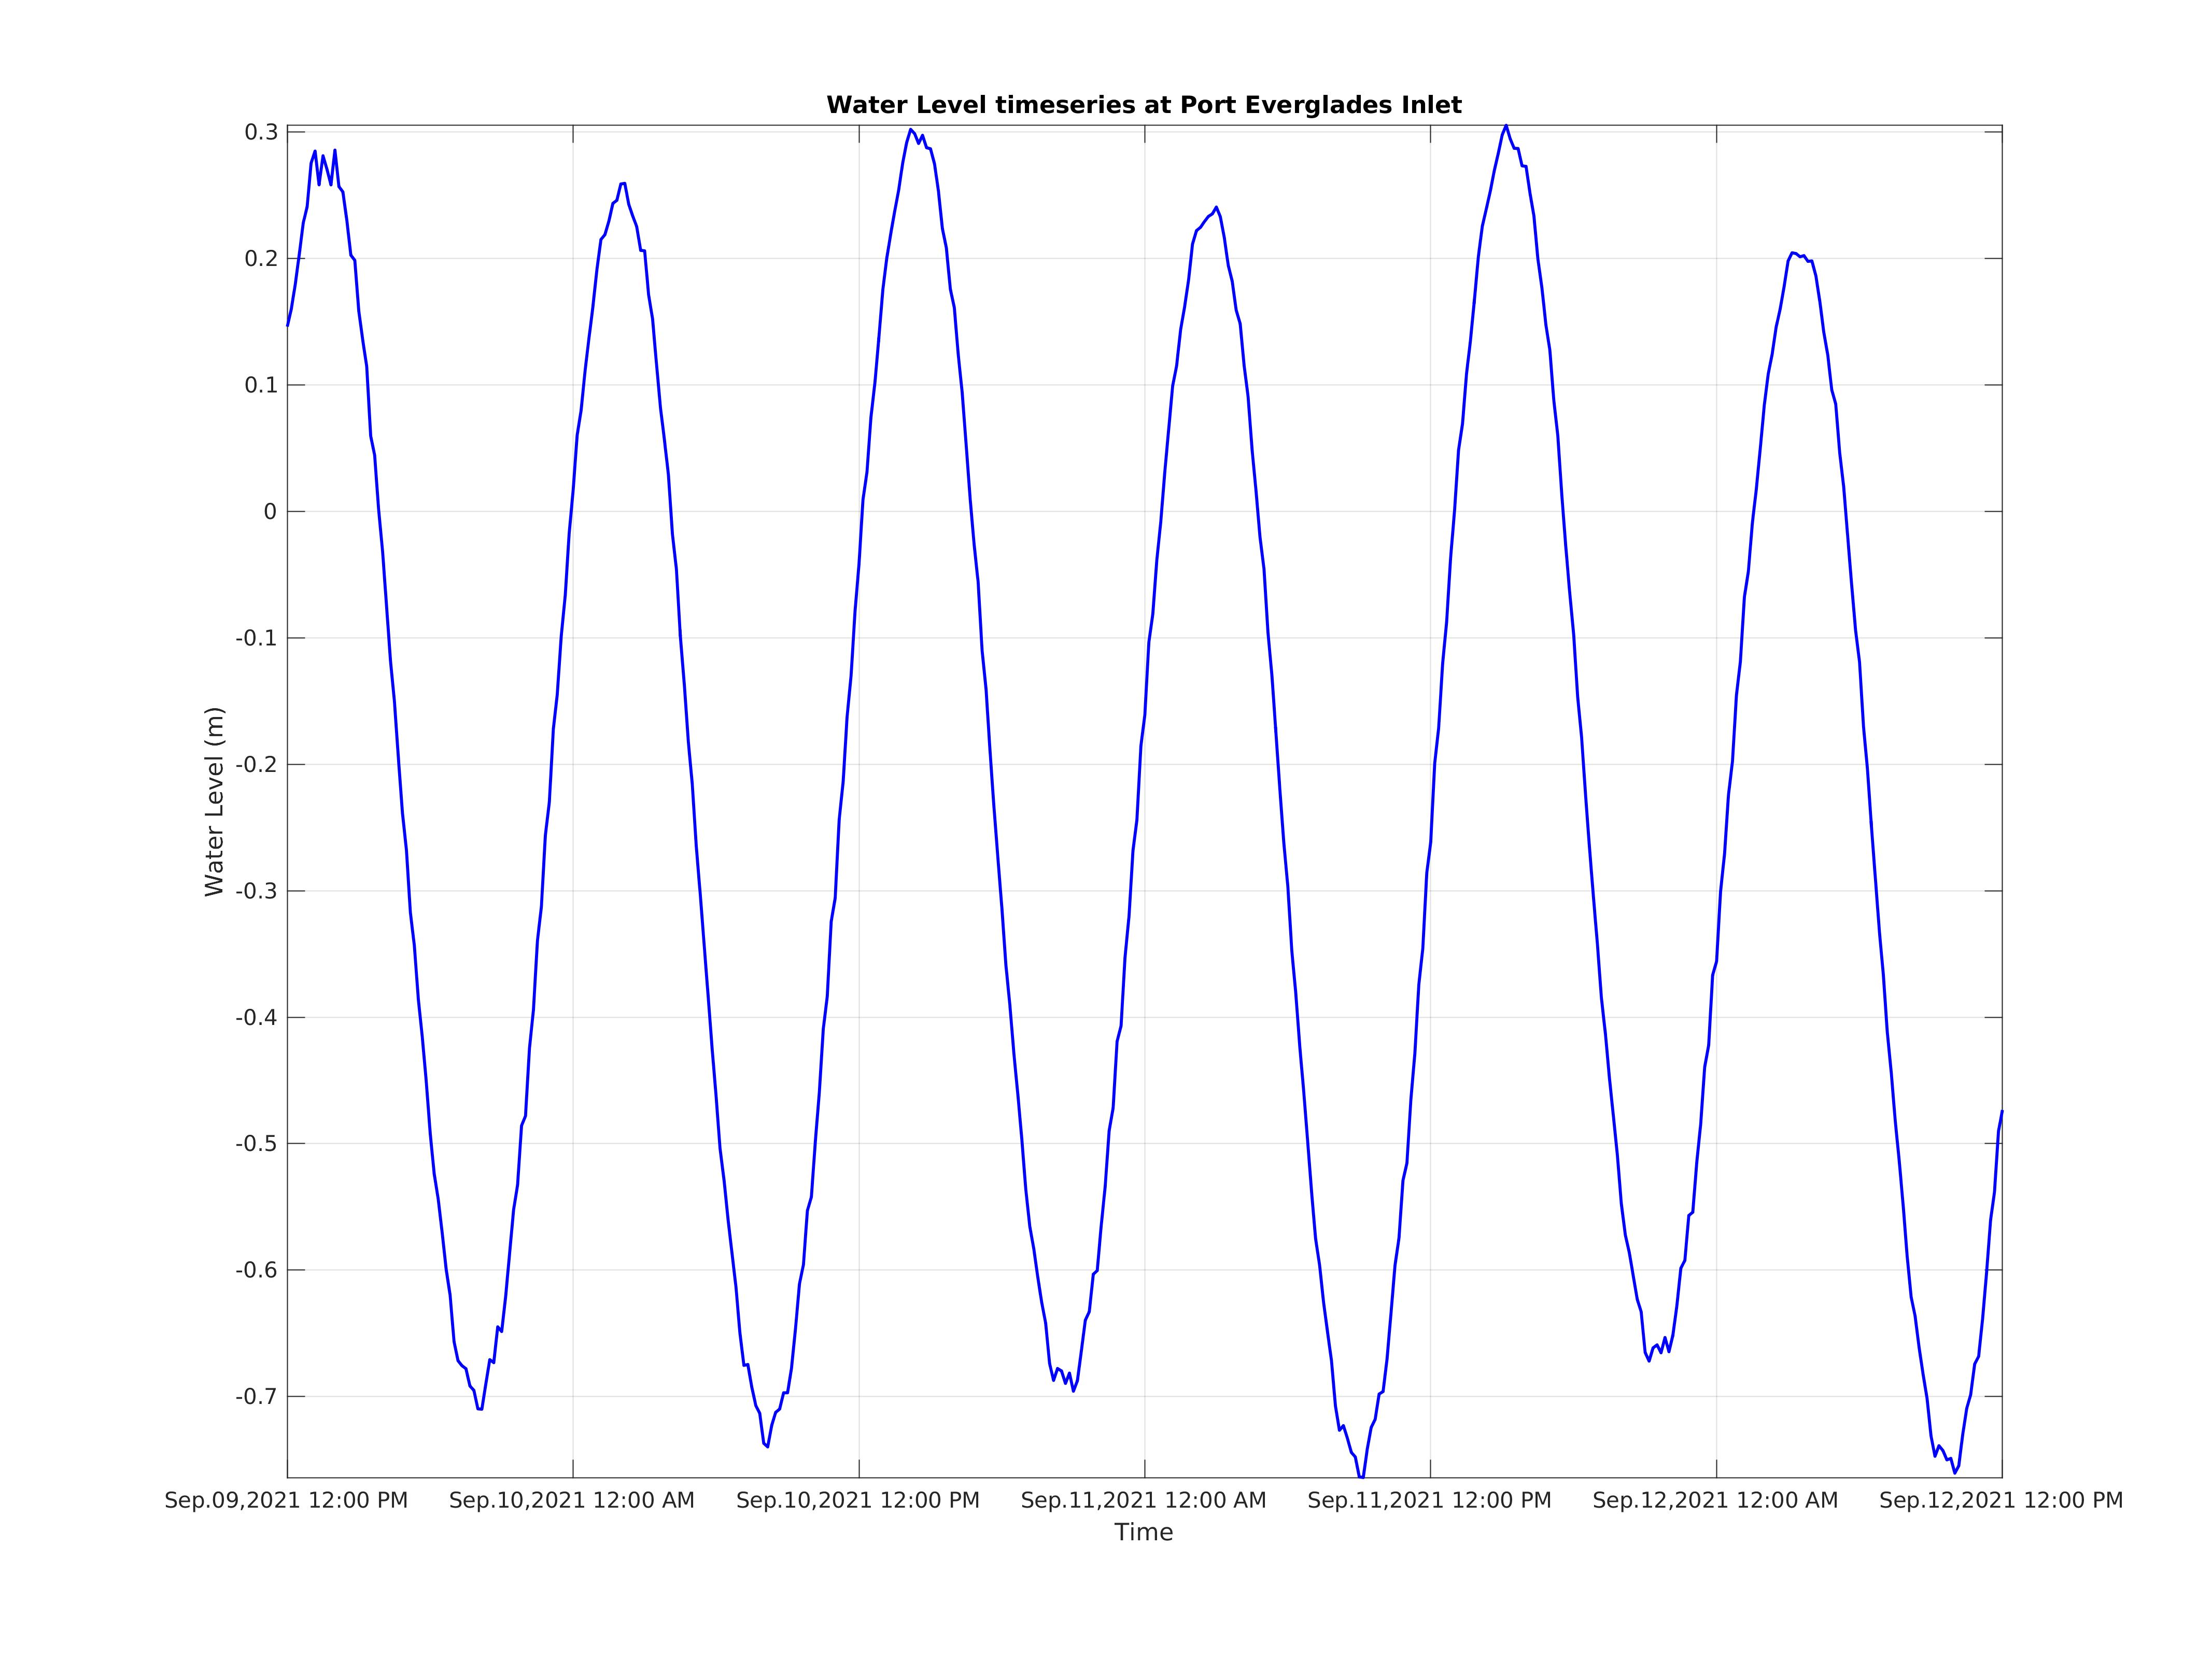 Water Level timeseries at Port Everglades Inlet
0.3
0.2
0.1
0
-0.1
-0.2
-0.3
-0.4
-0.5
-0.6
-0.7
Water Level (m)
Sep.09,2021 12:00 PM Sep.10,2021 12:00 AM Sep.10,2021 12:00 PM Sep.11,2021 12:00 AM Sep.11,2021 12:00 PM Sep.12,2021 12:00 AM Sep.12,2021 12:00 PM
Time